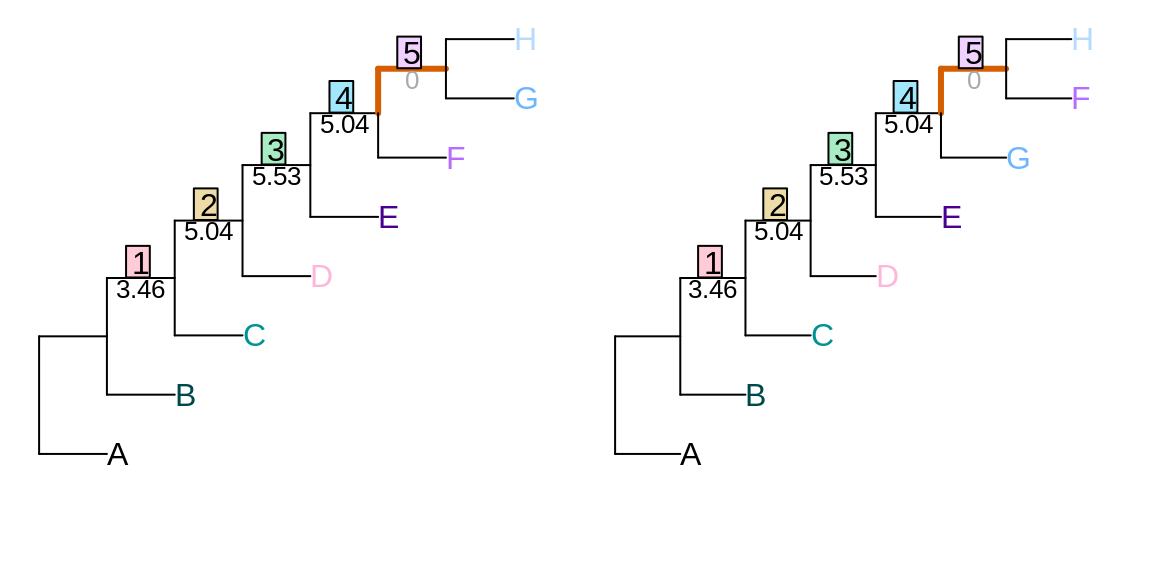 H H
5 5
0 0
4 G 4 F
5.04 5.04
3 F 3 G
5.53 5.53
2 E 2 E
5.04 5.04
1 D 1 D
3.46 3.46
C C
B B
A A